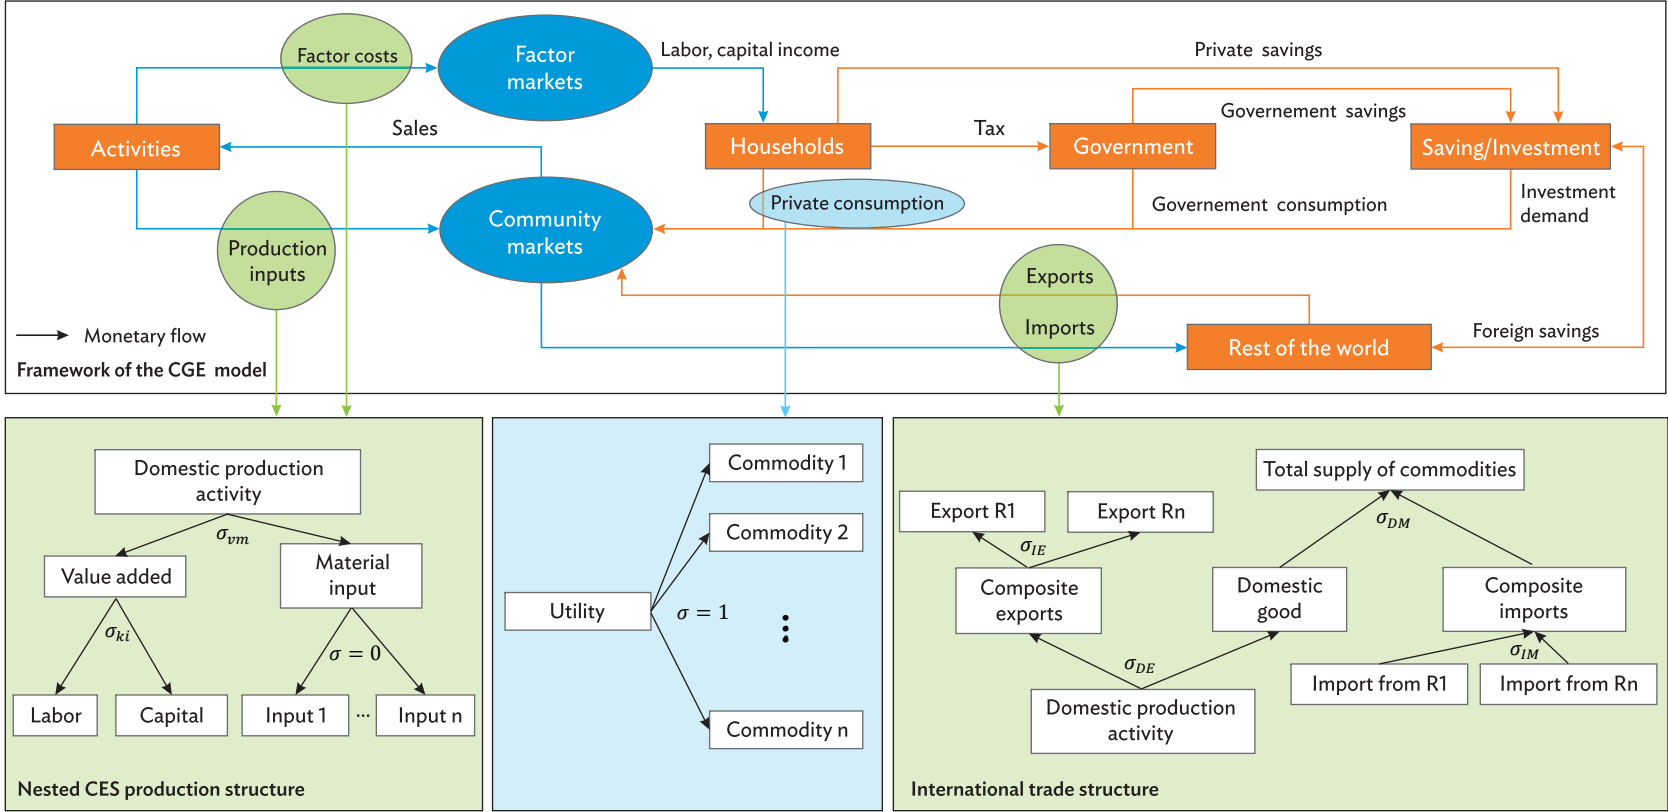 Factor costs
Factor
markets
Labor, capital income
Private savings
Governement savings
Sales
Tax
Activities
Households
Government
Saving/Investment
Private consumption
Governement consumption
Investment
demand
Community
markets
Production
inputs
Exports
Imports
Monetary flow
Foreign savings
Rest of the world
Framework of the CGE model
Domestic production
activity
σvm
Value added
Material
input
σki
σ = 0
Labor
Capital
Input 1
...
Input n
Nested CES production structure
Commodity 1
Commodity 2
Utility
σ = 1
⋮
Commodity n
Total supply of commodities
Export R1
Export Rn
σDM
σIE
Composite
exports
Domestic
good
Composite
imports
σDE
σIM
Import from R1
Import from Rn
Domestic production
activity
International trade structure